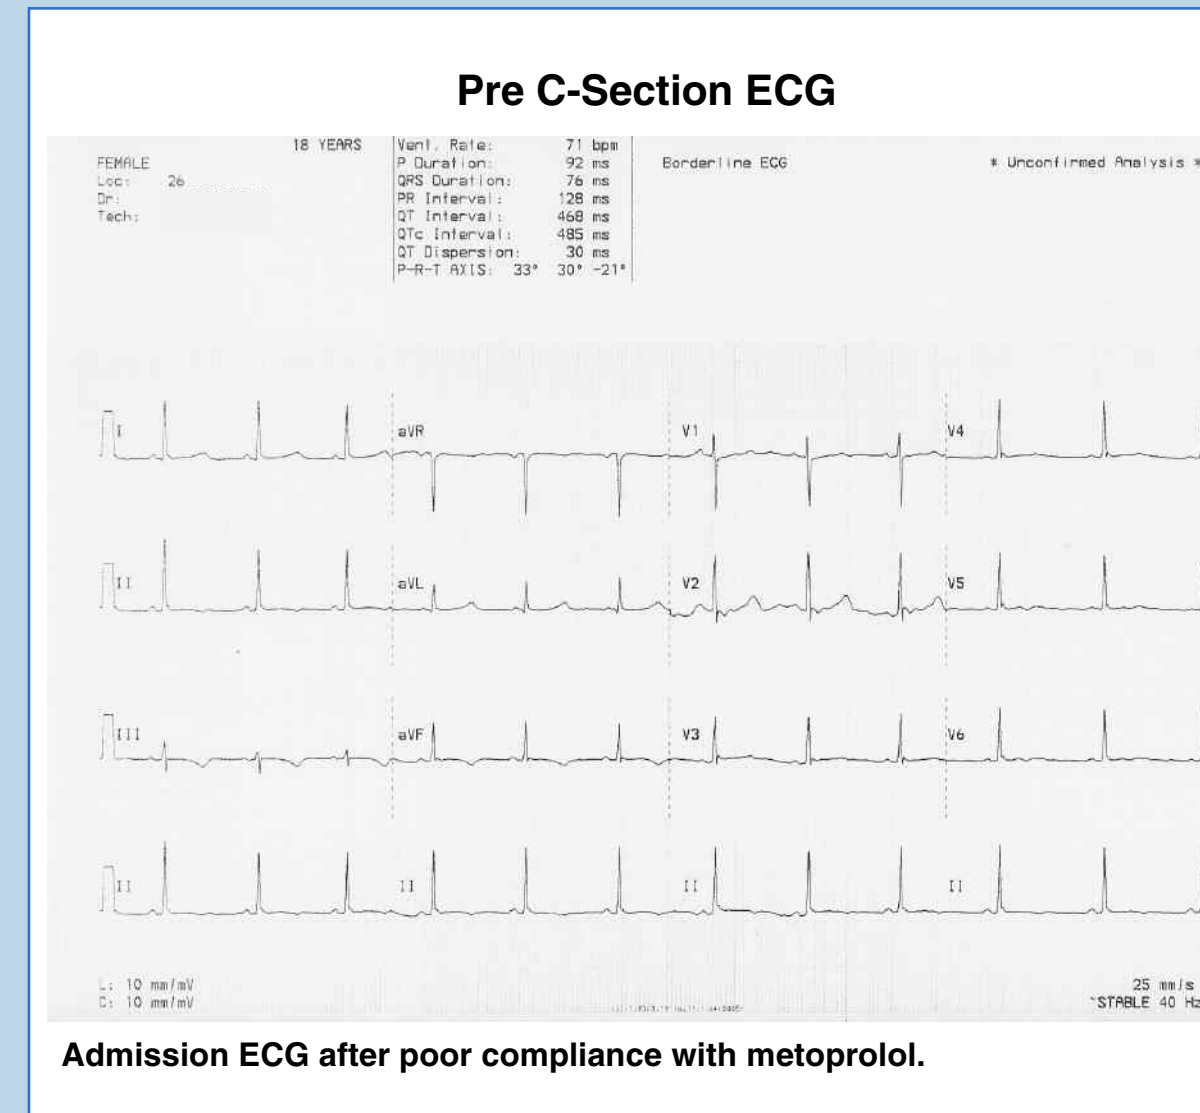 Pre C-Section ECG
18 YEARS
FEMALE
Loc: 26
Dr:
Tech:
Vent. Rate: 71 bpm
P Duration: 92 ms
QRS Duration: 76 ms
PR Interval: 128 ms
QT Interval: 468 ms
QTc Interval: 485 ms
QT Dispersion: 30 ms
P-R-T AXIS: 33° 30° -21°
Borderline ECG
* Unconfirmed Analysis *
I aVR V1 V4
II aVL V2 V5
III aVF V3 V6
II II II II
L: 10 mm/mV
C: 10 mm/mV
25 mm/s
~STABLE 40 Hz
Admission ECG after poor compliance with metoprolol.